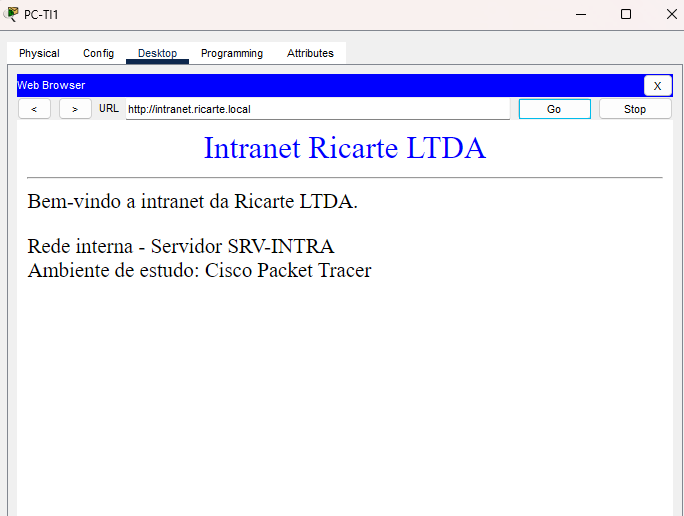 PC-TI1
Physical Config Desktop Programming Attributes
Web Browser X
< > URL http://intranet.ricarte.local Go Stop
Intranet Ricarte LTDA
Bem-vindo a intranet da Ricarte LTDA.
Rede interna - Servidor SRV-INTRA
Ambiente de estudo: Cisco Packet Tracer